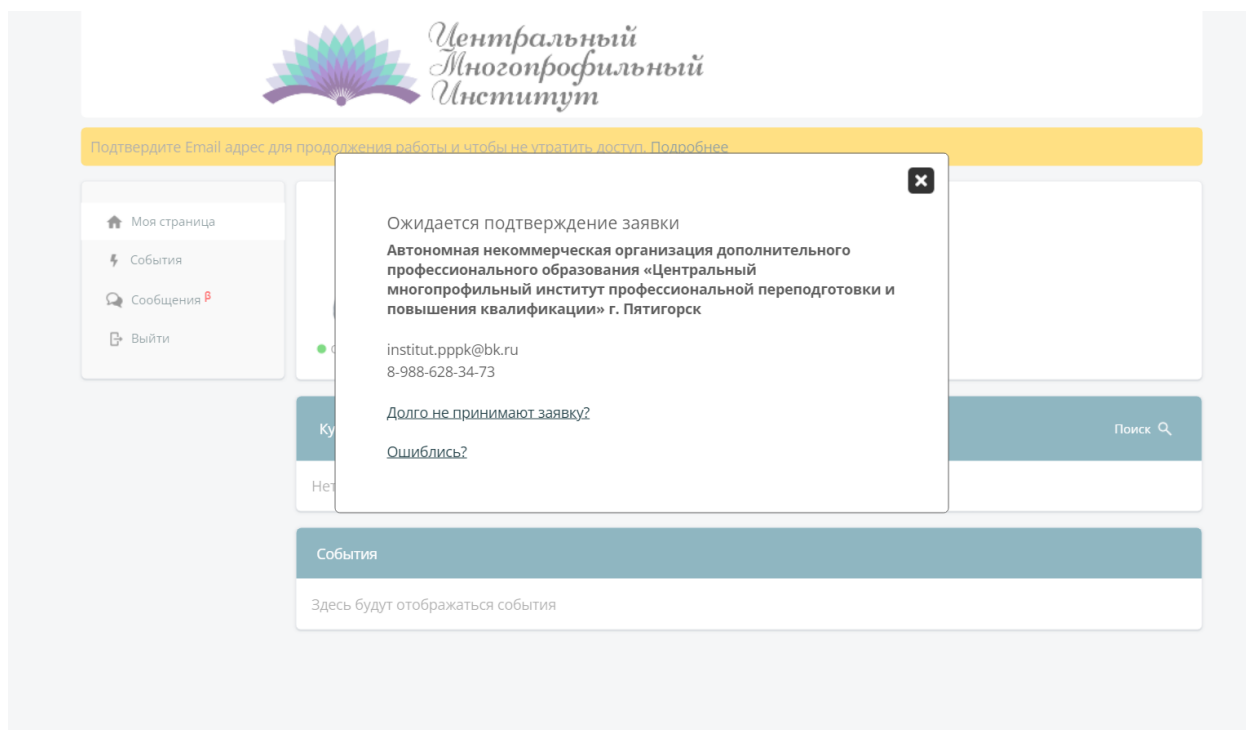 Центральный
Многопрофильный
Институт
Подтвердите Email адрес для продолжения работы и чтобы не утратить доступ. Подробнее
Моя страница
События
Сообщения β
Выйти
Ожидается подтверждение заявки
Автономная некоммерческая организация дополнительного
профессионального образования «Центральный
многопрофильный институт профессиональной переподготовки и
повышения квалификации» г. Пятигорск
institut.pppk@bk.ru
8-988-628-34-73
Долго не принимают заявку?
Ошиблись?
Поиск
События
Здесь будут отображаться события